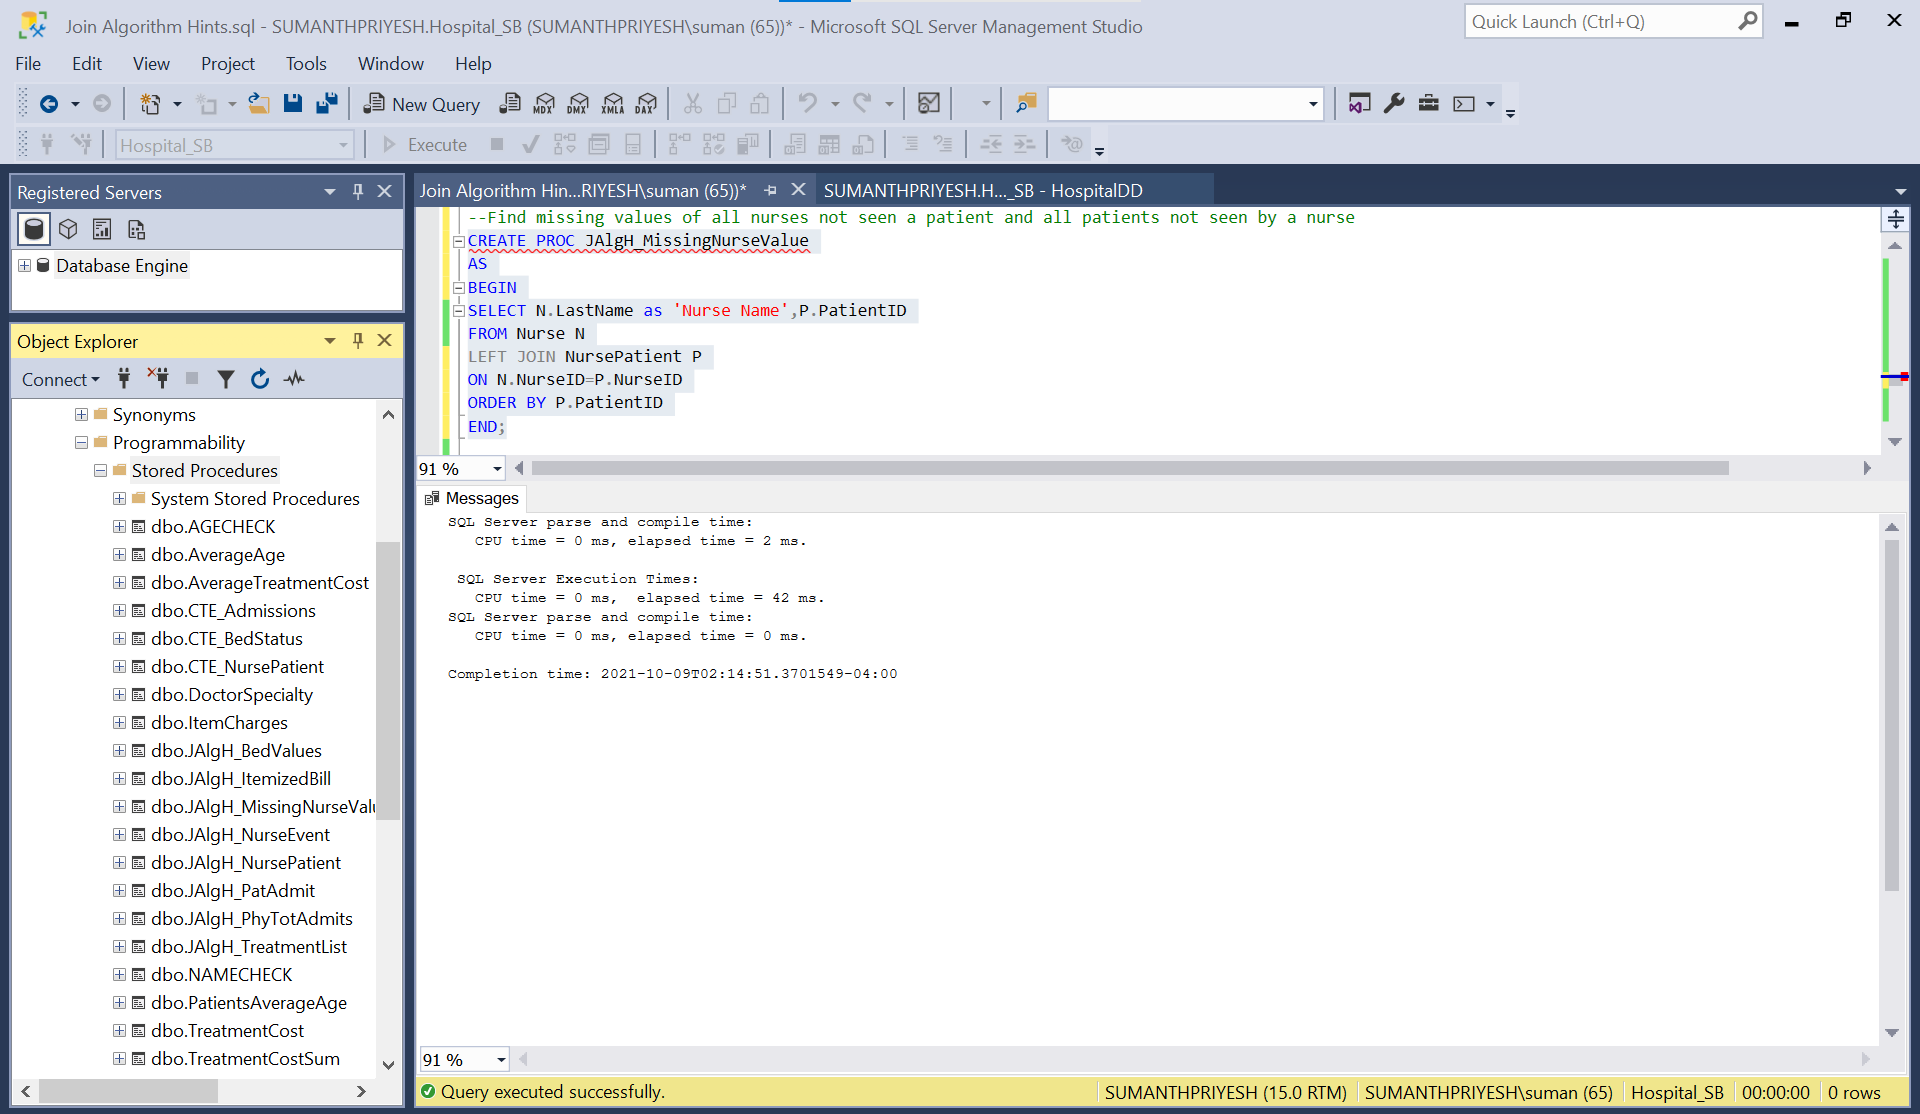 Join Algorithm Hints.sql - SUMANTHPRIYESH.Hospital_SB (SUMANTHPRIYESH\suman (65))* - Microsoft SQL Server Management Studio
Quick Launch (Ctrl+Q)
File Edit View Project Tools Window Help
New Query MDX DMX XMLA DAX
Hospital_SB Execute
Registered Servers
Database Engine
Object Explorer
Connect
Synonyms
Programmability
Stored Procedures
System Stored Procedures
dbo.AGECHECK
dbo.AverageAge
dbo.AverageTreatmentCost
dbo.CTE_Admissions
dbo.CTE_BedStatus
dbo.CTE_NursePatient
dbo.DoctorSpecialty
dbo.ItemCharges
dbo.JAlgH_BedValues
dbo.JAlgH_ItemizedBill
dbo.JAlgH_MissingNurseValu
dbo.JAlgH_NurseEvent
dbo.JAlgH_NursePatient
dbo.JAlgH_PatAdmit
dbo.JAlgH_PhyTotAdmits
dbo.JAlgH_TreatmentList
dbo.NAMECHECK
dbo.PatientsAverageAge
dbo.TreatmentCost
dbo.TreatmentCostSum
Join Algorithm Hin...RIYESH\suman (65))* SUMANTHPRIYESH.H..._SB - HospitalDD
--Find missing values of all nurses not seen a patient and all patients not seen by a nurse
CREATE PROC JAlgH_MissingNurseValue
AS
BEGIN
SELECT N.LastName as 'Nurse Name',P.PatientID
FROM Nurse N
LEFT JOIN NursePatient P
ON N.NurseID=P.NurseID
ORDER BY P.PatientID
END;
91 %
Messages
SQL Server parse and compile time:
CPU time = 0 ms, elapsed time = 2 ms.
SQL Server Execution Times:
CPU time = 0 ms,  elapsed time = 42 ms.
SQL Server parse and compile time:
CPU time = 0 ms, elapsed time = 0 ms.
Completion time: 2021-10-09T02:14:51.3701549-04:00
91 %
Query executed successfully. SUMANTHPRIYESH (15.0 RTM) SUMANTHPRIYESH\suman (65) Hospital_SB 00:00:00 0 rows